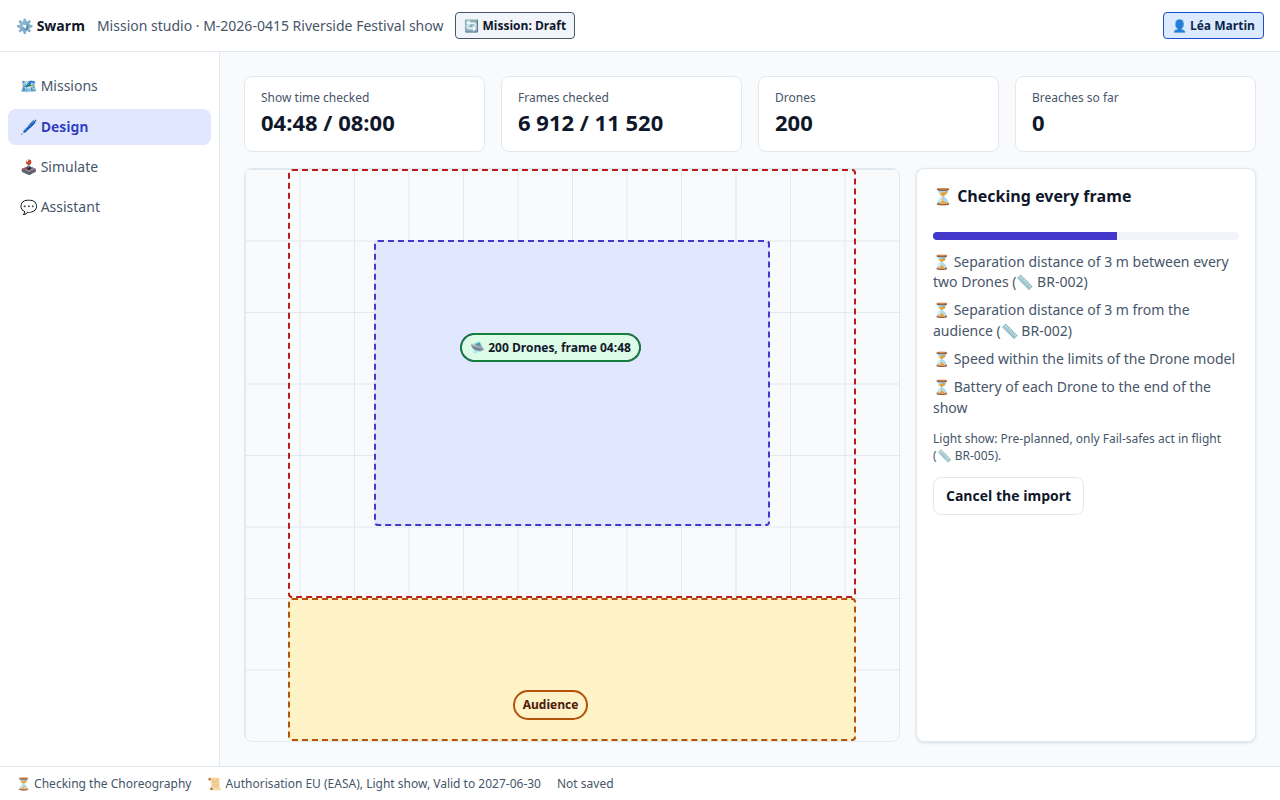 ⚙️ Swarm
Mission studio · M-2026-0415 Riverside Festival show
🔄 Mission: Draft
👤 Léa Martin
🗺️ Missions
🖊️ Design
🕹️ Simulate
💬 Assistant
Show time checked
04:48 / 08:00
Frames checked
6 912 / 11 520
Drones
200
Breaches so far
0
🛸 200 Drones, frame 04:48
Audience
⏳ Checking every frame
⏳ Separation distance of 3 m between every
two Drones (📏 BR-002)
⏳ Separation distance of 3 m from the
audience (📏 BR-002)
⏳ Speed within the limits of the Drone model
⏳ Battery of each Drone to the end of the
show
Light show: Pre-planned, only Fail-safes act in flight
(📏 BR-005).
Cancel the import
⏳ Checking the Choreography
📜 Authorisation EU (EASA), Light show, Valid to 2027-06-30
Not saved